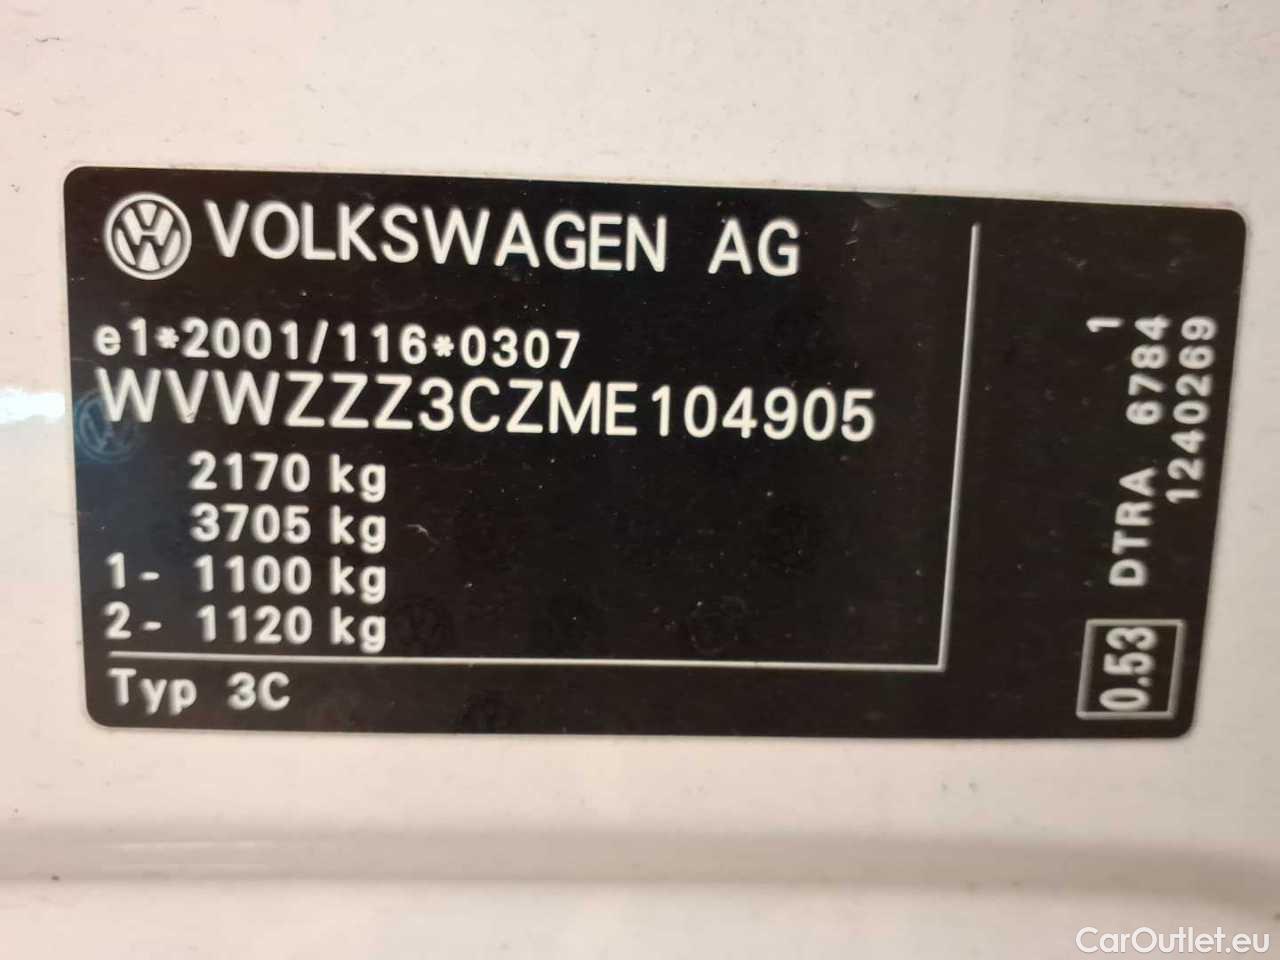 VOLKSWAGEN AG
e1*2001/116*0307
WVWZZZ3CZME104905
2170 kg
3705 kg
1- 1100 kg
2- 1120 kg
Typ 3C
1
DTRA 6784
1240269
0.53
CarOutlet.eu